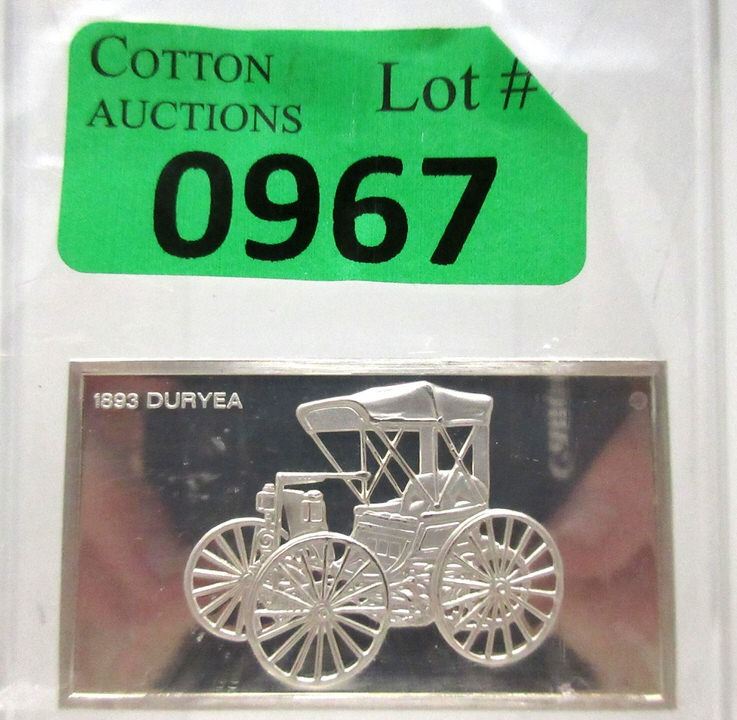 COTTON
AUCTIONS
Lot #
0967
1893 DURYEA